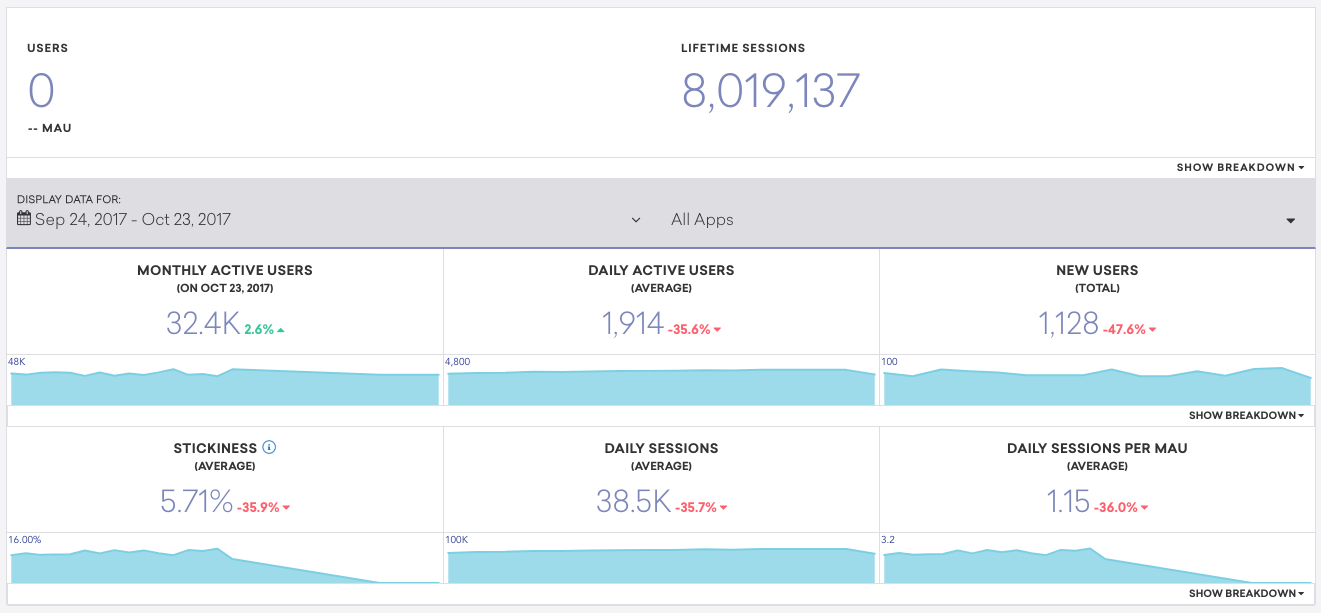 USERS
LIFETIME SESSIONS
0
8,019,137
-- MAU
SHOW BREAKDOWN
DISPLAY DATA FOR:
Sep 24, 2017 - Oct 23, 2017
All Apps
MONTHLY ACTIVE USERS
(ON OCT 23, 2017)
32.4K 2.6%
48K
DAILY ACTIVE USERS
(AVERAGE)
1,914 -35.6%
4,800
NEW USERS
(TOTAL)
1,128 -47.6%
100
SHOW BREAKDOWN
STICKINESS i
(AVERAGE)
5.71% -35.9%
16.00%
DAILY SESSIONS
(AVERAGE)
38.5K -35.7%
100K
DAILY SESSIONS PER MAU
(AVERAGE)
1.15 -36.0%
3.2
SHOW BREAKDOWN